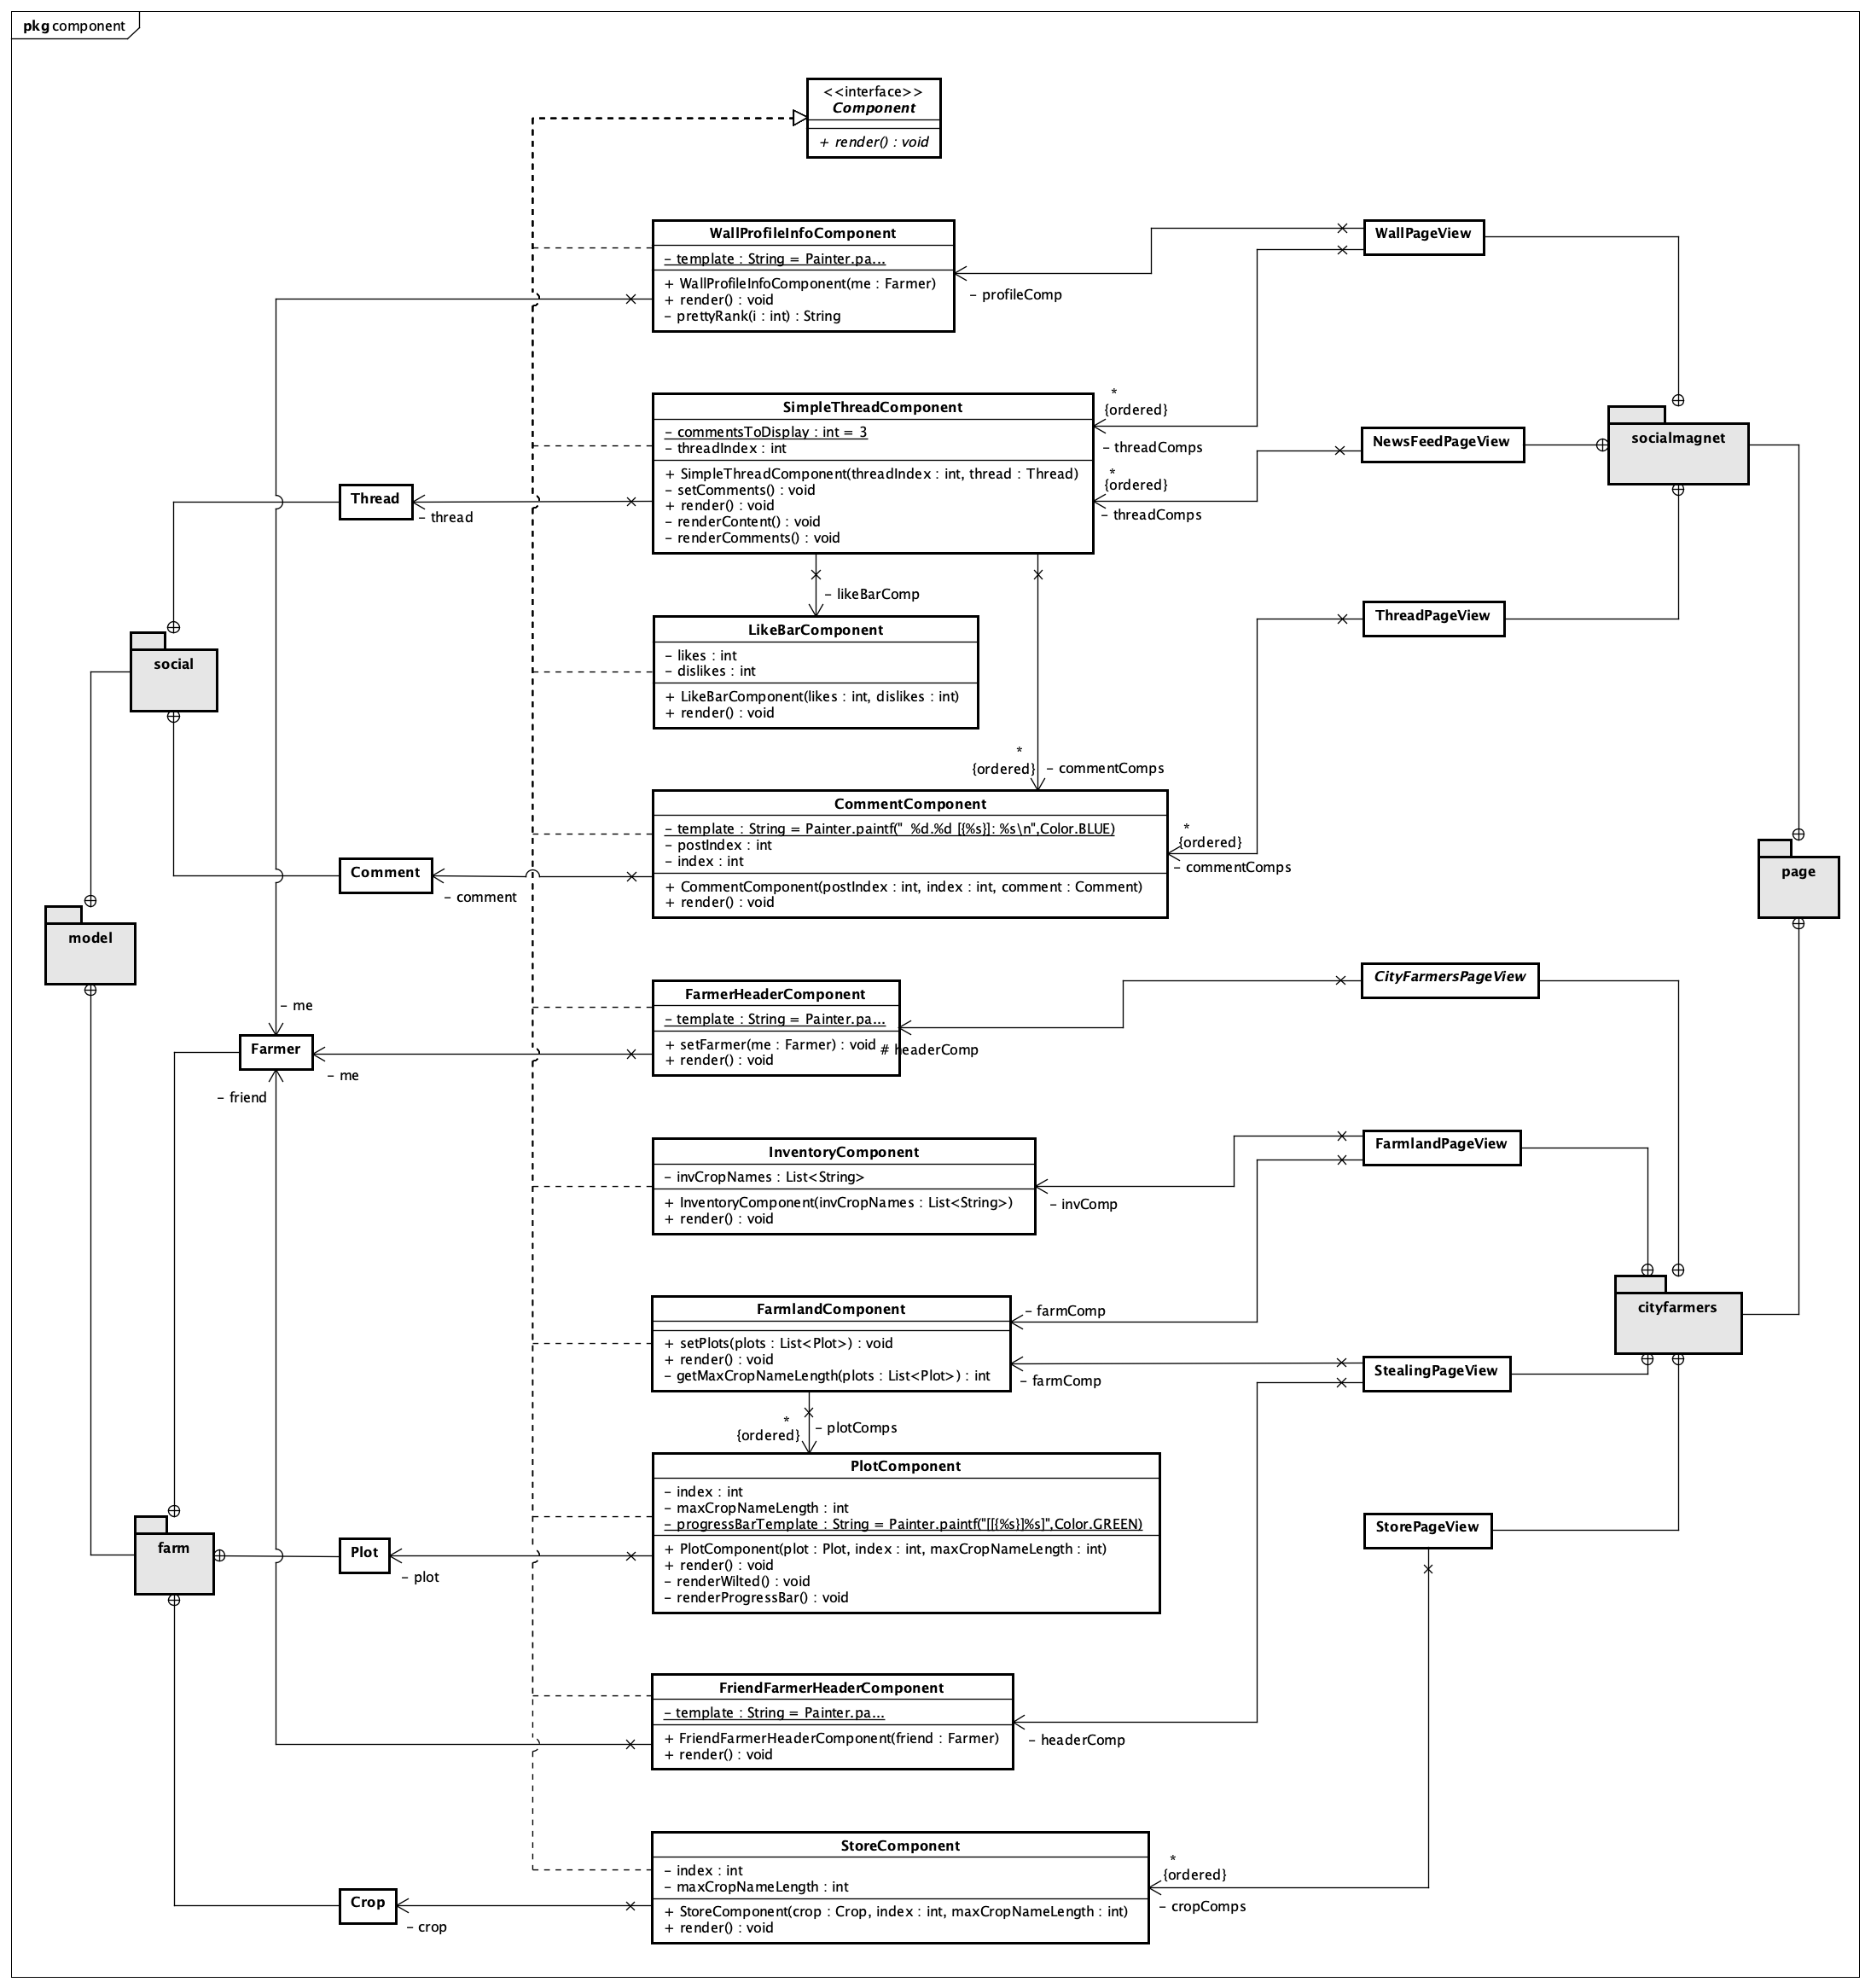 pkg component
<<interface>>
Component
+ render() : void
WallProfileInfoComponent
– template : String = Painter.pa...
+ WallProfileInfoComponent(me : Farmer)
+ render() : void
– prettyRank(i : int) : String
– profileComp
WallPageView
SimpleThreadComponent
– commentsToDisplay : int = 3
– threadIndex : int
+ SimpleThreadComponent(threadIndex : int, thread : Thread)
– setComments() : void
+ render() : void
– renderContent() : void
– renderComments() : void
*
{ordered}
– threadComps
*
{ordered}
– threadComps
NewsFeedPageView
socialmagnet
Thread
– thread
– likeBarComp
LikeBarComponent
– likes : int
– dislikes : int
+ LikeBarComponent(likes : int, dislikes : int)
+ render() : void
ThreadPageView
social
*
{ordered}
– commentComps
CommentComponent
– template : String = Painter.paintf("  %d.%d [{%s}]: %s\n",Color.BLUE)
– postIndex : int
– index : int
+ CommentComponent(postIndex : int, index : int, comment : Comment)
+ render() : void
*
{ordered}
– commentComps
Comment
– comment
page
model
FarmerHeaderComponent
– template : String = Painter.pa...
+ setFarmer(me : Farmer) : void
+ render() : void
# headerComp
CityFarmersPageView
– me
Farmer
– me
– friend
InventoryComponent
– invCropNames : List<String>
+ InventoryComponent(invCropNames : List<String>)
+ render() : void
– invComp
FarmlandPageView
FarmlandComponent
+ setPlots(plots : List<Plot>) : void
+ render() : void
– getMaxCropNameLength(plots : List<Plot>) : int
– farmComp
– farmComp
cityfarmers
StealingPageView
*
{ordered}
– plotComps
PlotComponent
– index : int
– maxCropNameLength : int
– progressBarTemplate : String = Painter.paintf("[[{%s}]%s]",Color.GREEN)
+ PlotComponent(plot : Plot, index : int, maxCropNameLength : int)
+ render() : void
– renderWilted() : void
– renderProgressBar() : void
StorePageView
farm
Plot
– plot
FriendFarmerHeaderComponent
– template : String = Painter.pa...
+ FriendFarmerHeaderComponent(friend : Farmer)
+ render() : void
– headerComp
StoreComponent
– index : int
– maxCropNameLength : int
+ StoreComponent(crop : Crop, index : int, maxCropNameLength : int)
+ render() : void
*
{ordered}
– cropComps
Crop
– crop